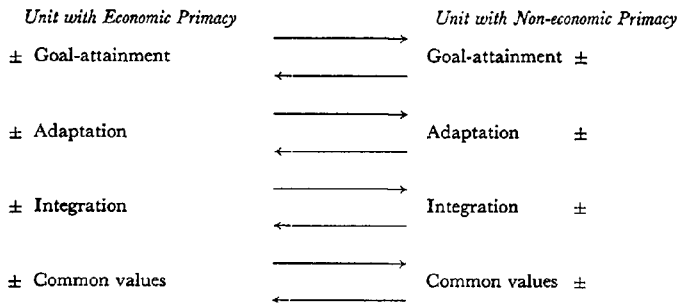 Unit with Economic Primacy Unit with Non-economic Primacy
± Goal-attainment Goal-attainment ±
± Adaptation Adaptation ±
± Integration Integration ±
± Common values Common values ±